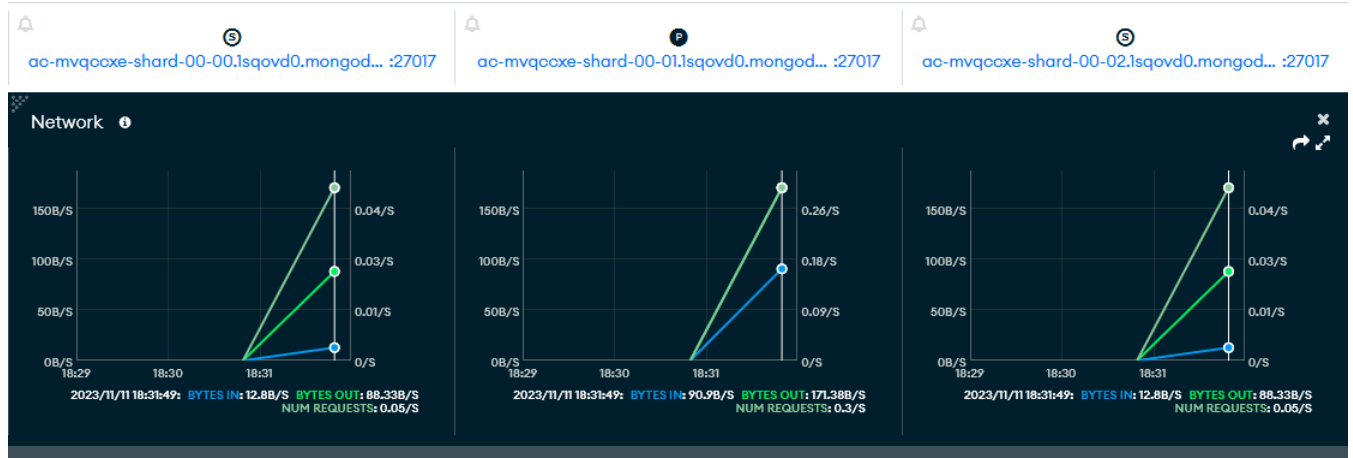 S
ac-mvqccxe-shard-00-00.1sqovd0.mongod... :27017
P
ac-mvqccxe-shard-00-01.1sqovd0.mongod... :27017
S
ac-mvqccxe-shard-00-02.1sqovd0.mongod... :27017
Network
150B/S
100B/S
50B/S
0B/S
0.04/S
0.03/S
0.01/S
0/S
18:29 18:30 18:31
2023/11/11 18:31:49: BYTES IN: 12.8B/S BYTES OUT: 88.33B/S
NUM REQUESTS: 0.05/S
150B/S
100B/S
50B/S
0B/S
0.26/S
0.18/S
0.09/S
0/S
18:29 18:30 18:31
2023/11/11 18:31:49: BYTES IN: 90.9B/S BYTES OUT: 171.38B/S
NUM REQUESTS: 0.3/S
150B/S
100B/S
50B/S
0B/S
0.04/S
0.03/S
0.01/S
0/S
18:29 18:30 18:31
2023/11/11 18:31:49: BYTES IN: 12.8B/S BYTES OUT: 88.33B/S
NUM REQUESTS: 0.05/S